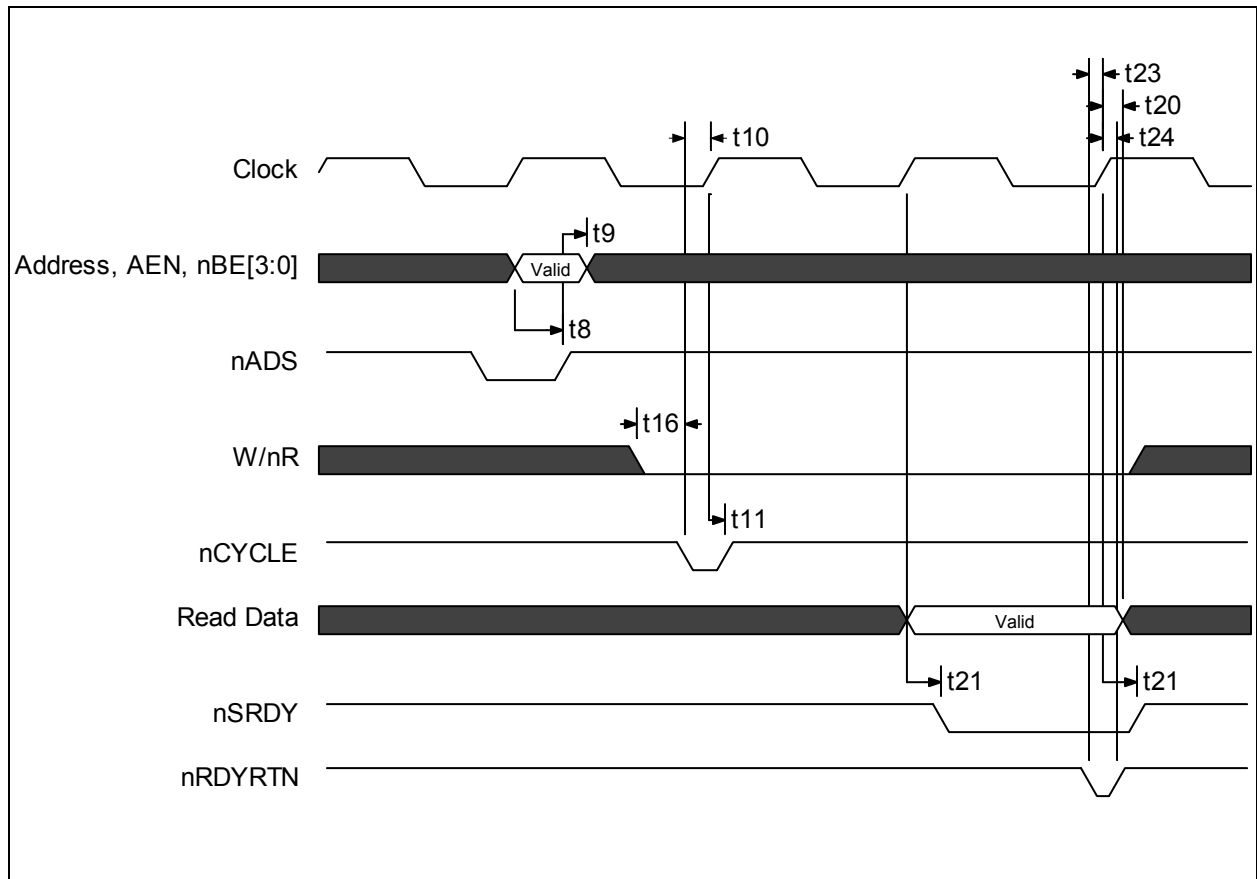 t23
t20
t10
t24
Clock
t9
Address, AEN, nBE[3:0]
Valid
t8
nADS
t16
W/nR
t11
nCYCLE
Read Data
Valid
t21
t21
nSRDY
nRDYRTN